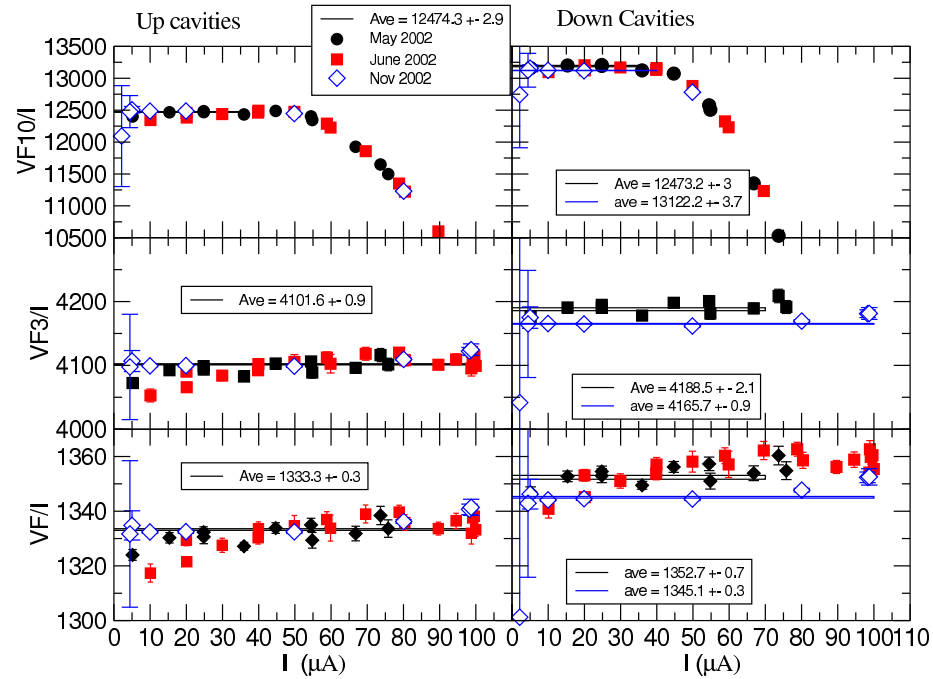 Up cavities
Down Cavities
Ave = 12474.3 +- 2.9
May 2002
June 2002
Nov 2002
VF10/I
13500
13000
12500
12000
11500
11000
10500
Ave = 12473.2 +- 3
ave = 13122.2 +- 3.7
VF3/I
4200
4100
4000
Ave = 4101.6 +- 0.9
Ave = 4188.5 +- 2.1
ave = 4165.7 +- 0.9
VF/I
1360
1340
1320
1300
Ave = 1333.3 +- 0.3
ave = 1352.7 +- 0.7
ave = 1345.1 +- 0.3
0 10 20 30 40 50 60 70 80 90 100
0 10 20 30 40 50 60 70 80 90 100 110
I (μA)
I (μA)